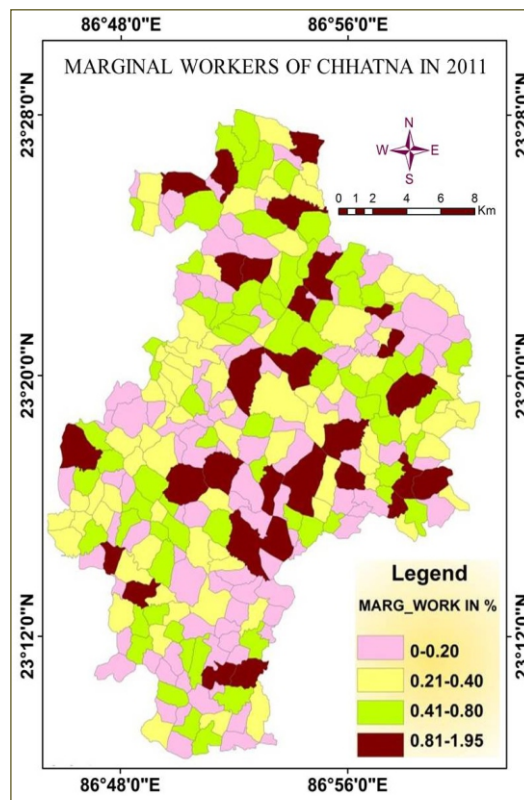 86°48'0"E 86°56'0"E
MARGINAL WORKERS OF CHHATNA IN 2011
23°28'0"N 23°28'0"N
N
W E
S
0 1 2 4 6 8
Km
23°20'0"N 23°20'0"N
Legend
MARG_WORK IN %
0-0.20
0.21-0.40
0.41-0.80
0.81-1.95
23°12'0"N 23°12'0"N
86°48'0"E 86°56'0"E